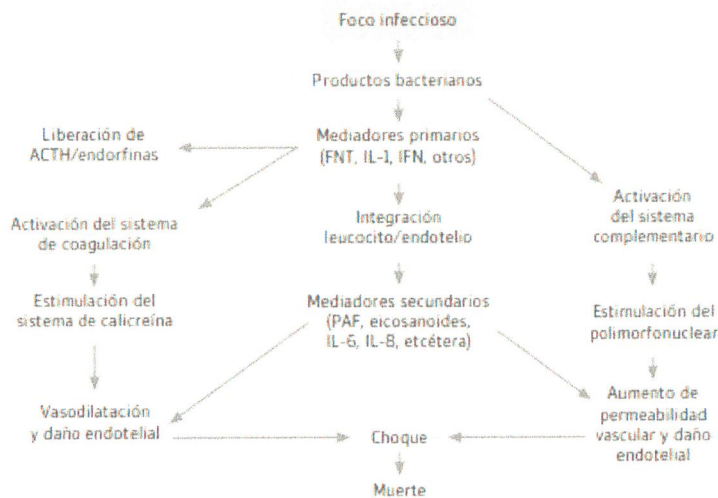 Foco infeccioso
Productos bacterianos
Liberación de
ACTH/endorfinas
Mediadores primarios
(FNT, IL-1, IFN, otros)
Activación
del sistema
complementario
Activación del sistema
de coagulación
Integración
leucocito/endotelio
Estimulación del
sistema de calicreína
Mediadores secundarios
(PAF, eicosanoides,
IL-6, IL-8, etcétera)
Estimulación del
polimorfonuclear
Vasodilatación
y daño endotelial
Choque
Aumento de
permeabilidad
vascular y daño
endotelial
Muerte